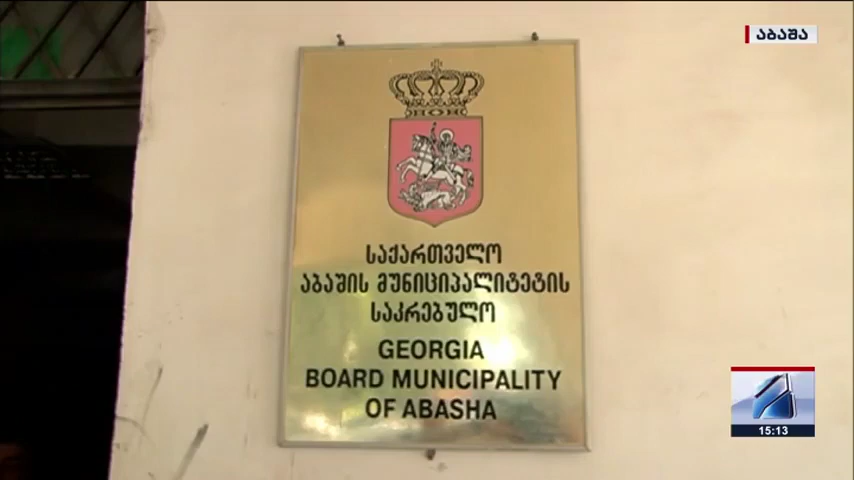 აბაშა
საქართველო
აბაშის მუნიციპალიტეტის
საკრებულო
GEORGIA
BOARD MUNICIPALITY
OF ABASHA
15:13